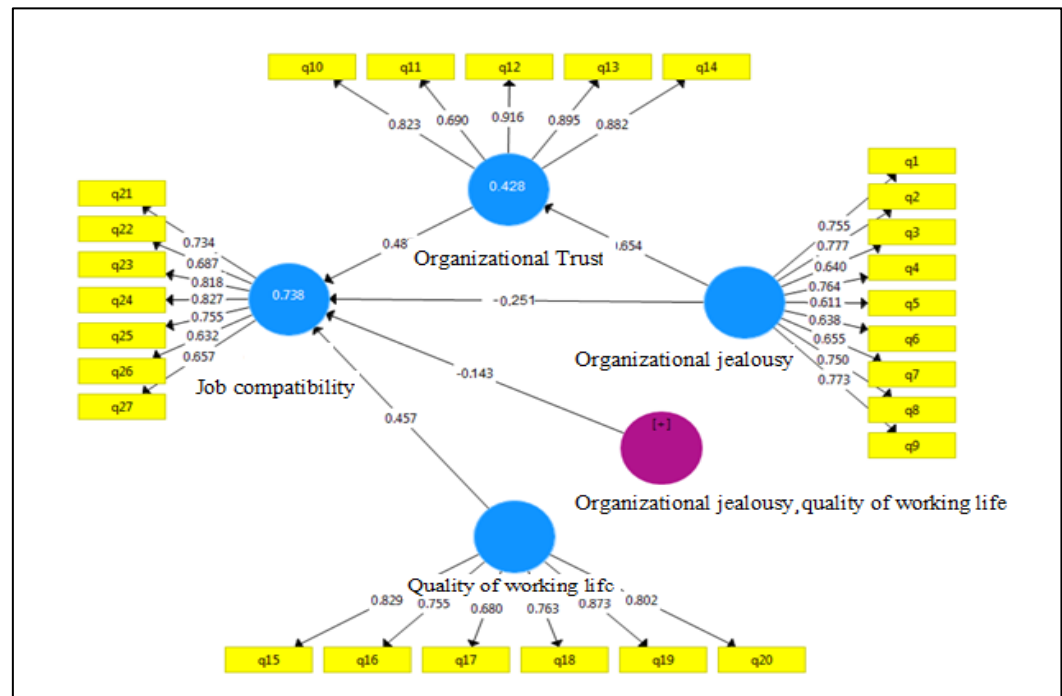 q10 q11 q12 q13 q14
0.823 0.690 0.916 0.895 0.882
0.428
Organizational Trust
q21
q22
q23
q24
q25
q26
q27
0.734
0.687
0.818
0.827
0.755
0.632
0.657
0.738
Job compatibility
0.48
.654
-0.251
-0.143
0.457
q1
q2
q3
q4
q5
q6
q7
q8
q9
0.755
0.777
0.640
0.764
0.611
0.638
0.655
0.750
0.773
Organizational jealousy
[+]
Organizational jealousy, quality of working life
Quality of working life
0.829 0.755 0.680 0.763 0.873 0.802
q15 q16 q17 q18 q19 q20